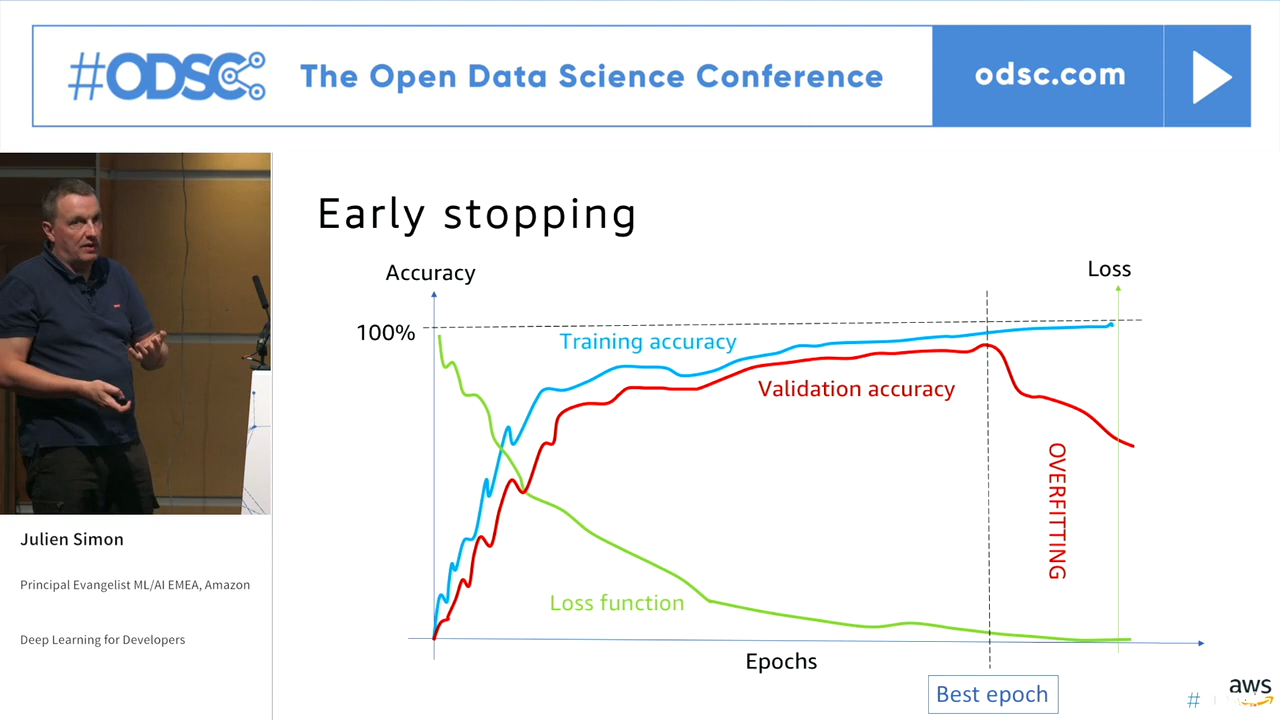 #ODSC
The Open Data Science Conference
odsc.com
Early stopping
Accuracy
Loss
100%
Training accuracy
Validation accuracy
OVERFITTING
Loss function
Epochs
Best epoch
Julien Simon
Principal Evangelist ML/AI EMEA, Amazon
Deep Learning for Developers
#
aws